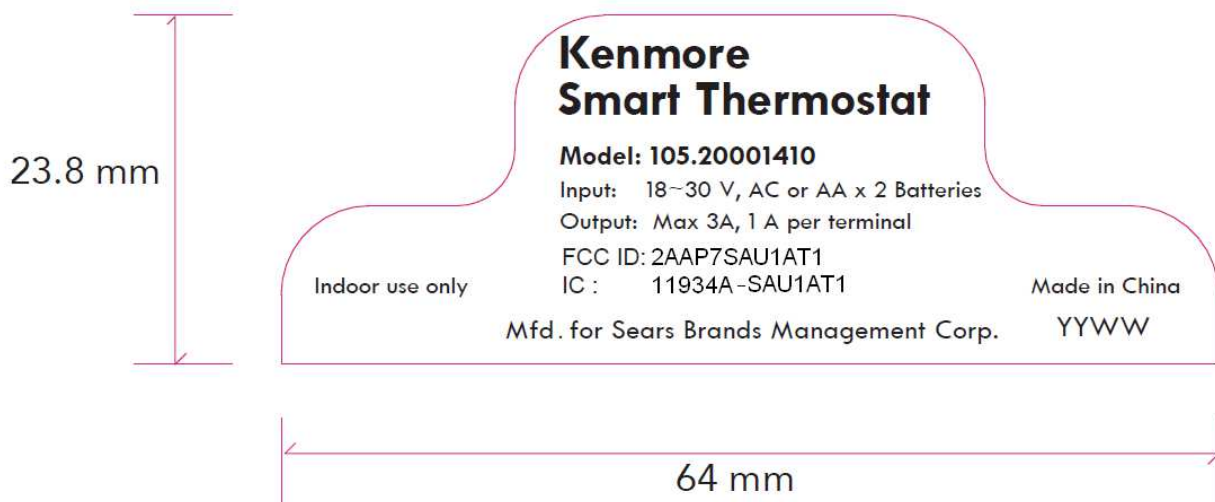 Kenmore
Smart Thermostat
Model: 105.20001410
Input: 18~30 V, AC or AA x 2 Batteries
Output: Max 3A, 1 A per terminal
FCC ID: 2AAP7SAU1AT1
IC : 11934A-SAU1AT1
Indoor use only
Made in China
Mfd. for Sears Brands Management Corp.
YYWW
23.8 mm
64 mm